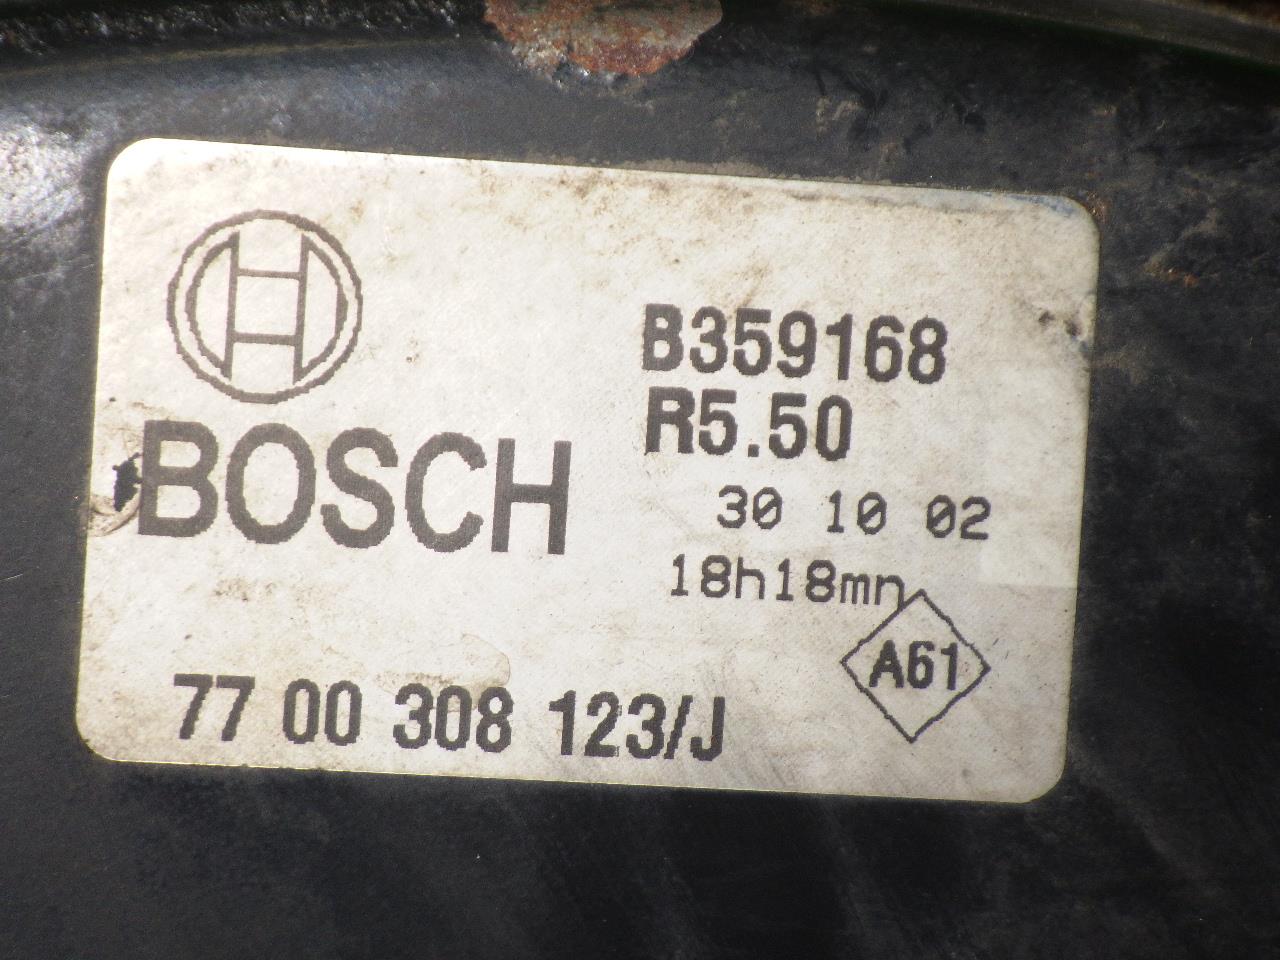 B359168
R5.50
BOSCH
30 10 02
18h18mn
A61
77 00 308 123/J